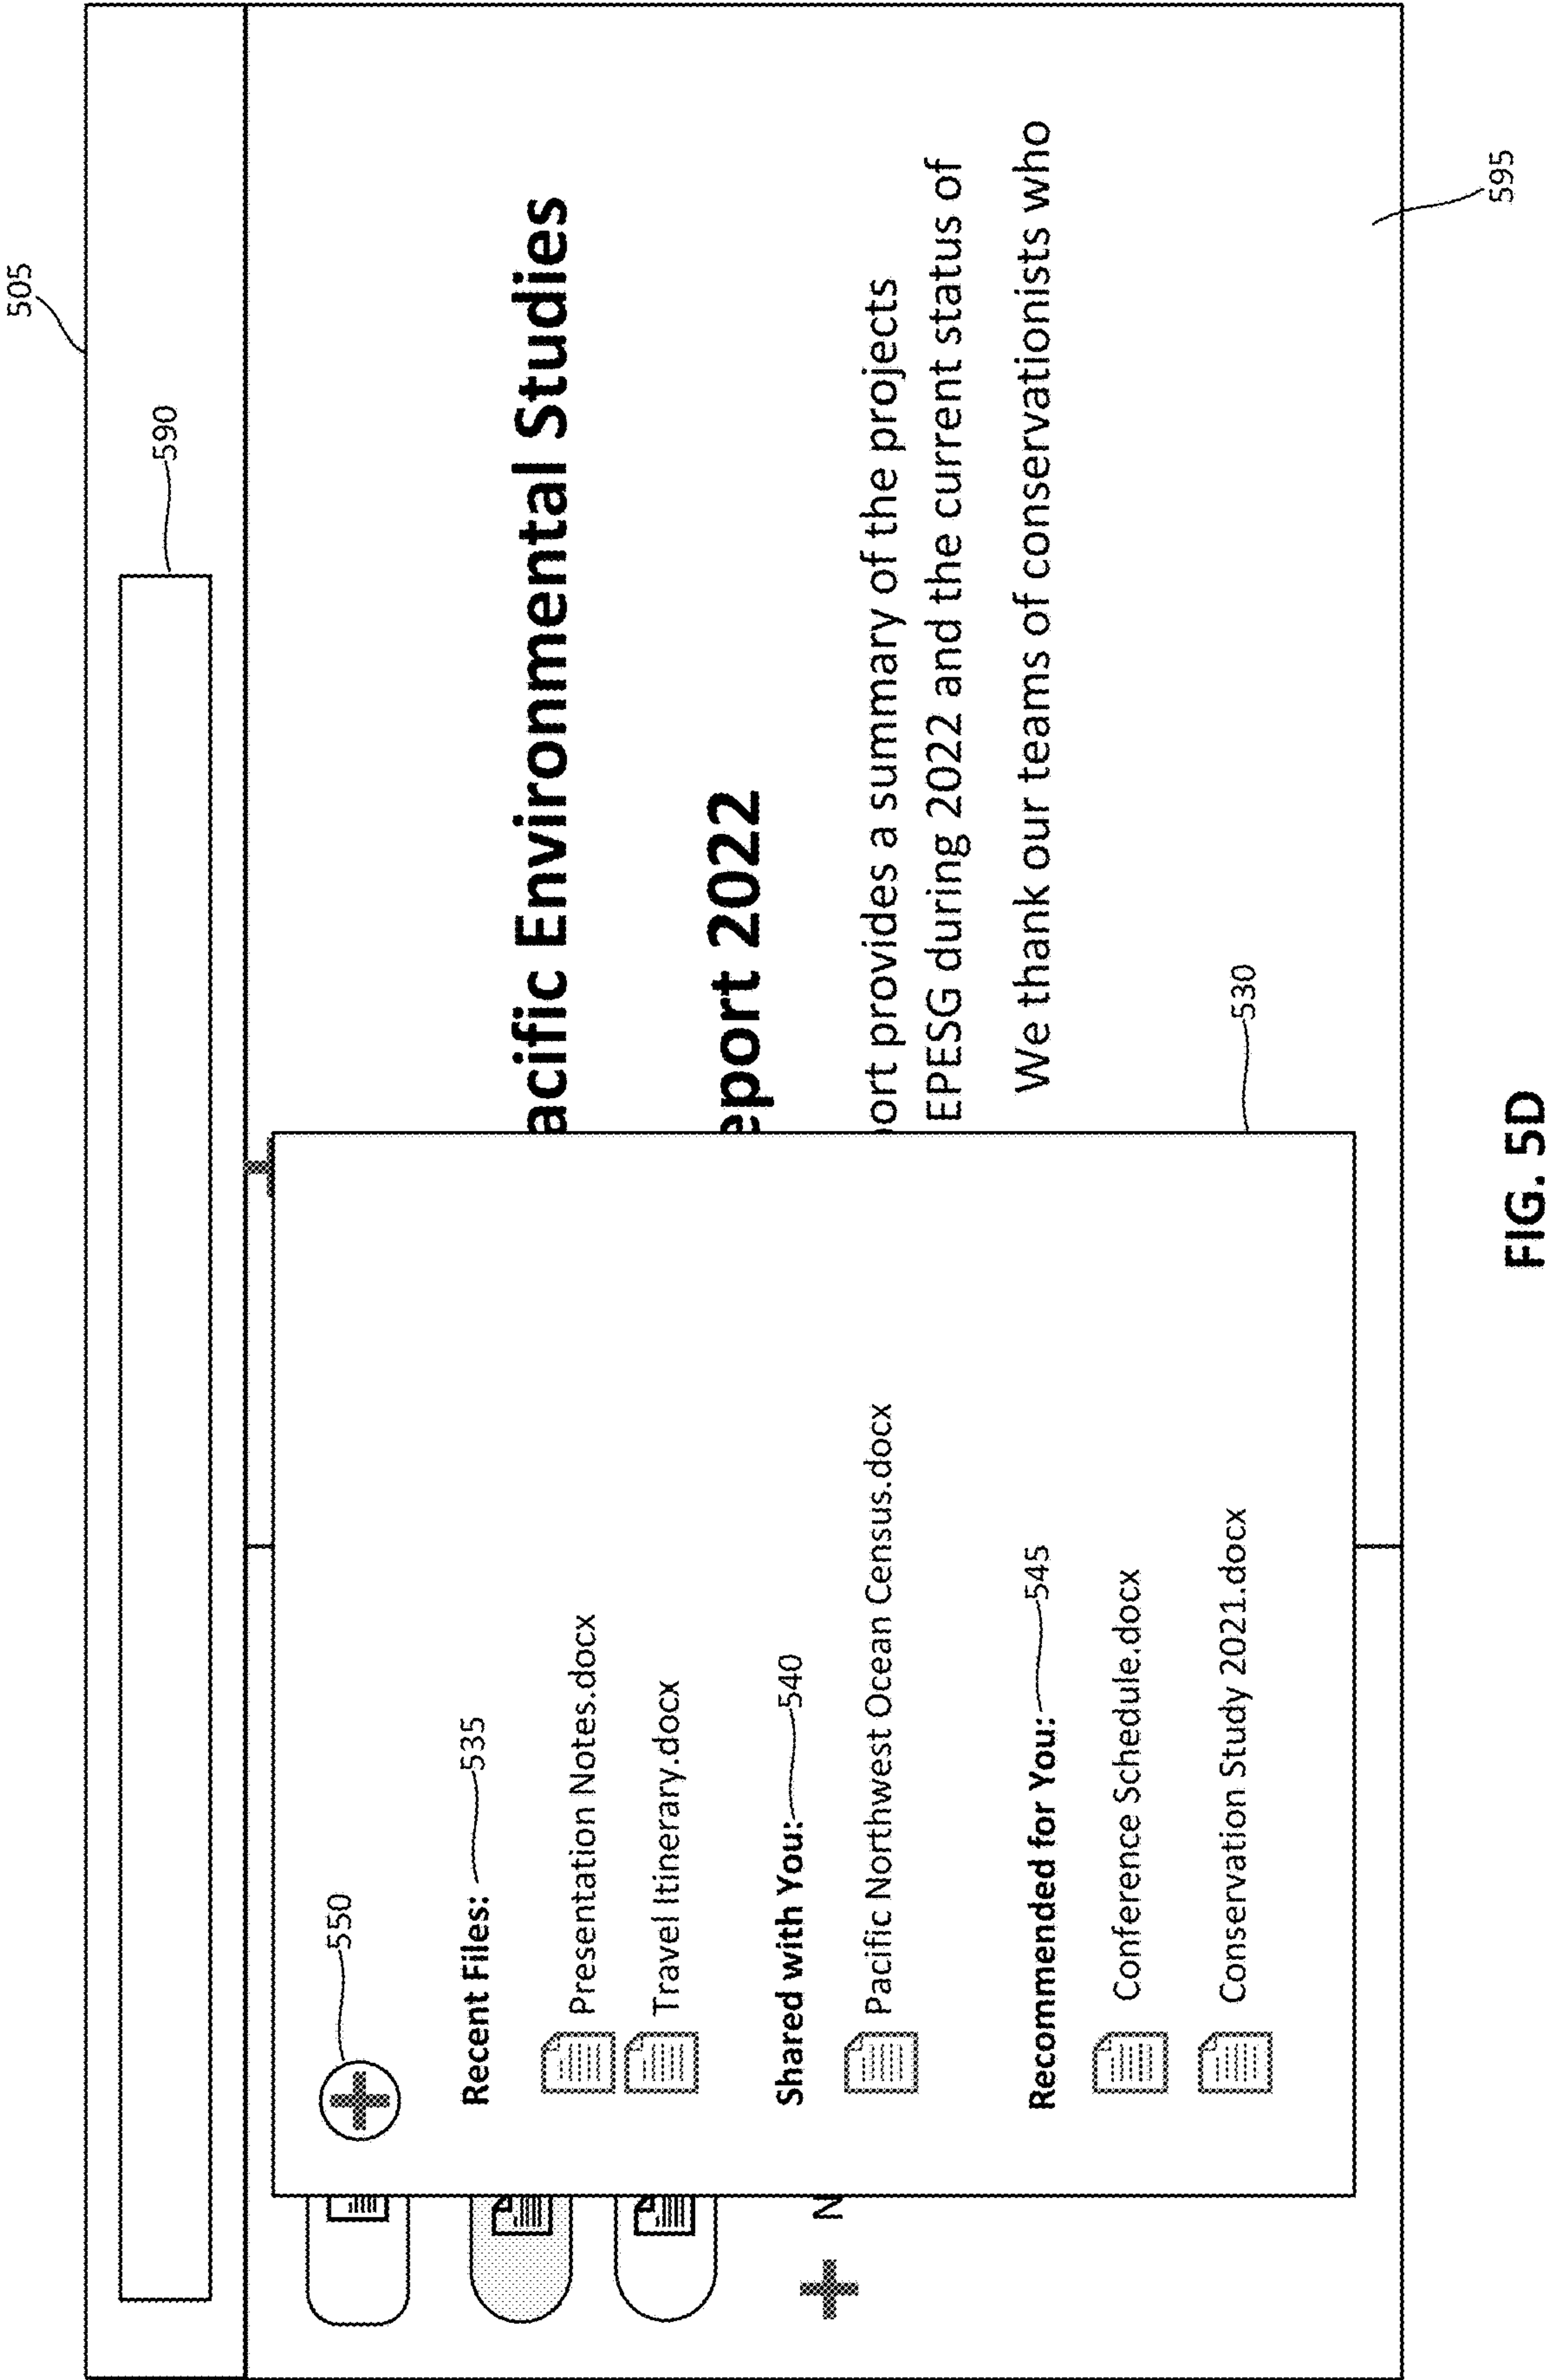 505
590
550
Recent Files: 535
Presentation Notes.docx
Travel Itinerary.docx
Shared with You: 540
Pacific Northwest Ocean Census.docx
Recommended for You: 545
Conference Schedule.docx
Conservation Study 2021.docx
N
acific Environmental Studies
eport 2022
ort provides a summary of the projects
EPESG during 2022 and the current status of
We thank our teams of conservationists who
530
595
FIG. 5D